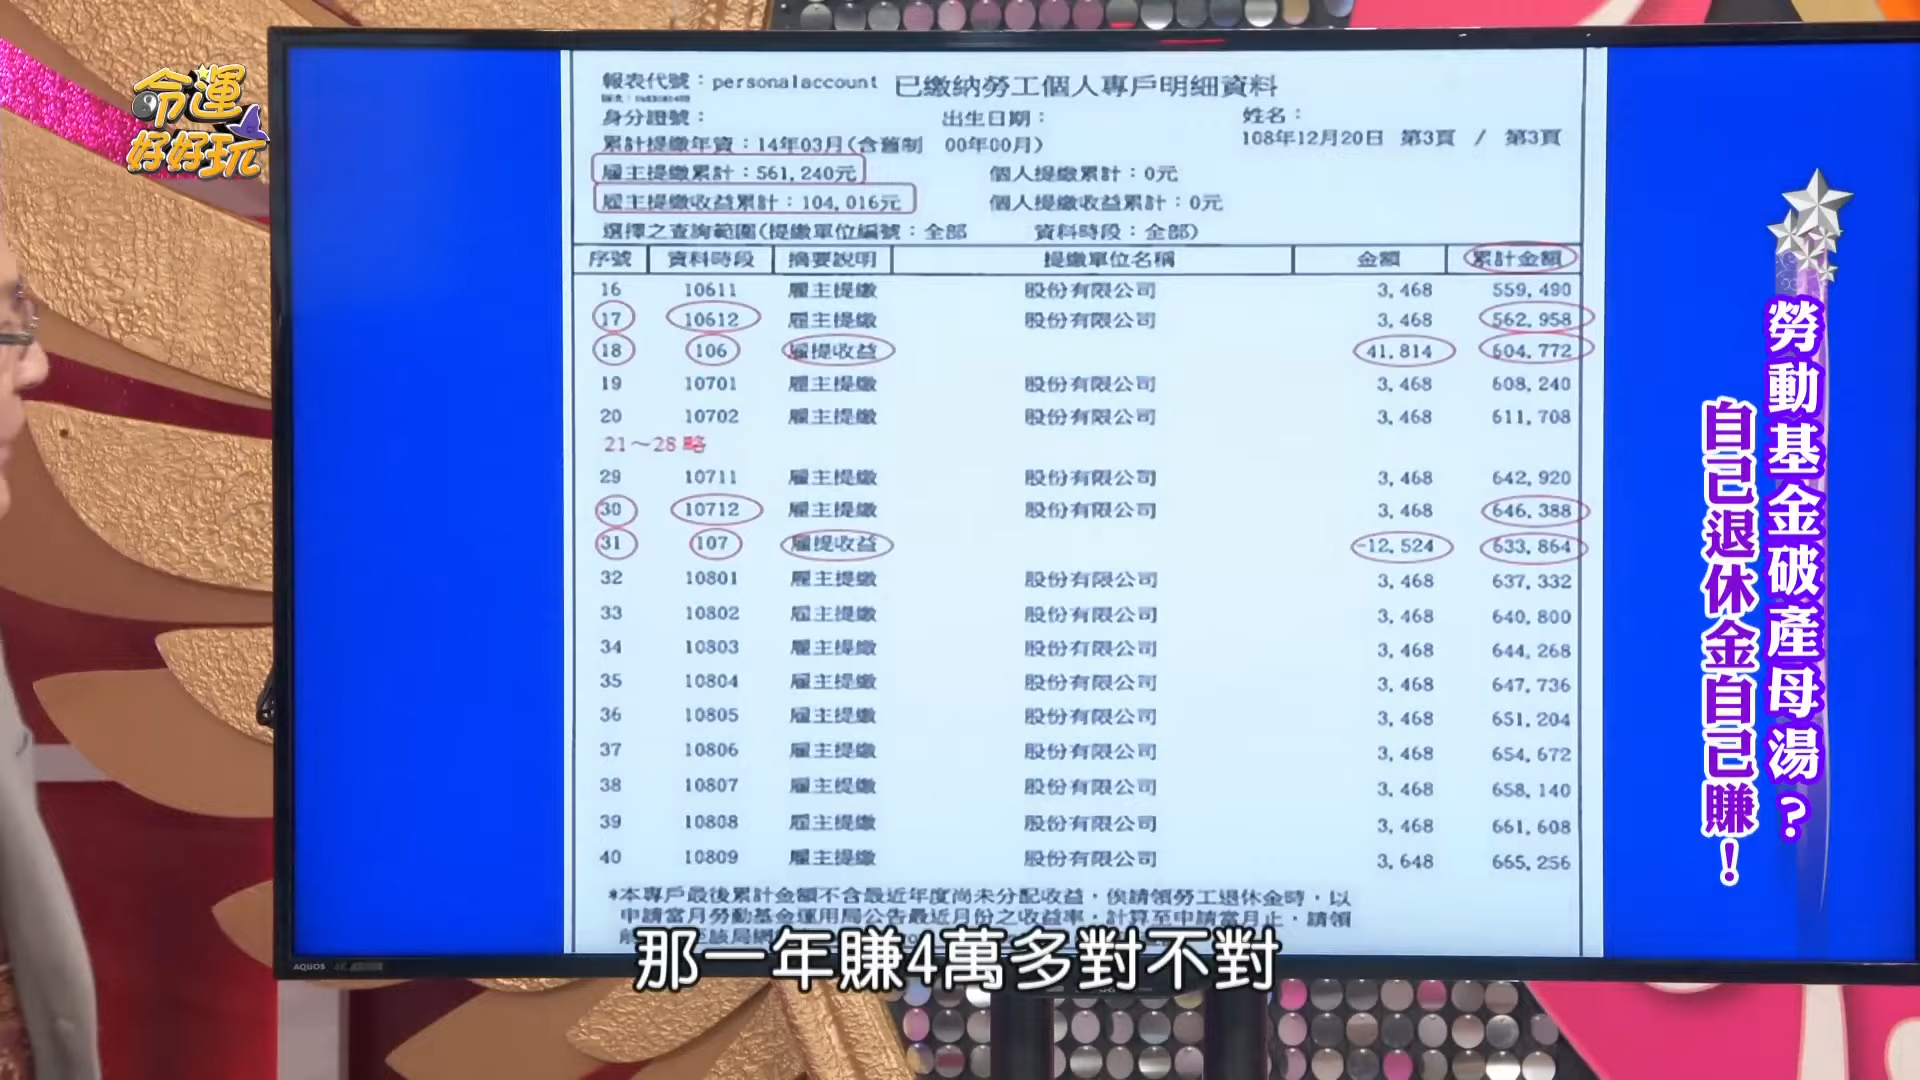 命運
好好玩
報表代號：personalaccount 已繳納勞工個人專戶明細資料
身分證號： 出生日期： 姓名：
累計提繳年資：14年03月(含舊制 00年00月) 108年12月20日 第3頁 / 第3頁
雇主提繳累計：561,240元 個人提繳累計：0元
雇主提繳收益累計：104,016元 個人提繳收益累計：0元
選擇之查詢範圍(提繳單位編號：全部 資料時段：全部)
序號 資料時段 摘要說明 提繳單位名稱 金額 累計金額
16 10611 雇主提繳 股份有限公司 3,468 559,490
17 10612 雇主提繳 股份有限公司 3,468 562,958
18 106 雇提收益 41,814 604,772
19 10701 雇主提繳 股份有限公司 3,468 608,240
20 10702 雇主提繳 股份有限公司 3,468 611,708
21～28 略
29 10711 雇主提繳 股份有限公司 3,468 642,920
30 10712 雇主提繳 股份有限公司 3,468 646,388
31 107 雇提收益 -12,524 633,864
32 10801 雇主提繳 股份有限公司 3,468 637,332
33 10802 雇主提繳 股份有限公司 3,468 640,800
34 10803 雇主提繳 股份有限公司 3,468 644,268
35 10804 雇主提繳 股份有限公司 3,468 647,736
36 10805 雇主提繳 股份有限公司 3,468 651,204
37 10806 雇主提繳 股份有限公司 3,468 654,672
38 10807 雇主提繳 股份有限公司 3,468 658,140
39 10808 雇主提繳 股份有限公司 3,468 661,608
40 10809 雇主提繳 股份有限公司 3,648 665,256
*本專戶最後累計金額不含最近年度尚未分配收益，俟請領勞工退休金時，以
申請當月勞動基金運用局公告最近月份之收益率，計算至申請當月止，請領
至該局網
勞動基金破產母湯？
自己退休金自己賺！
那一年賺4萬多對不對
AQUOS